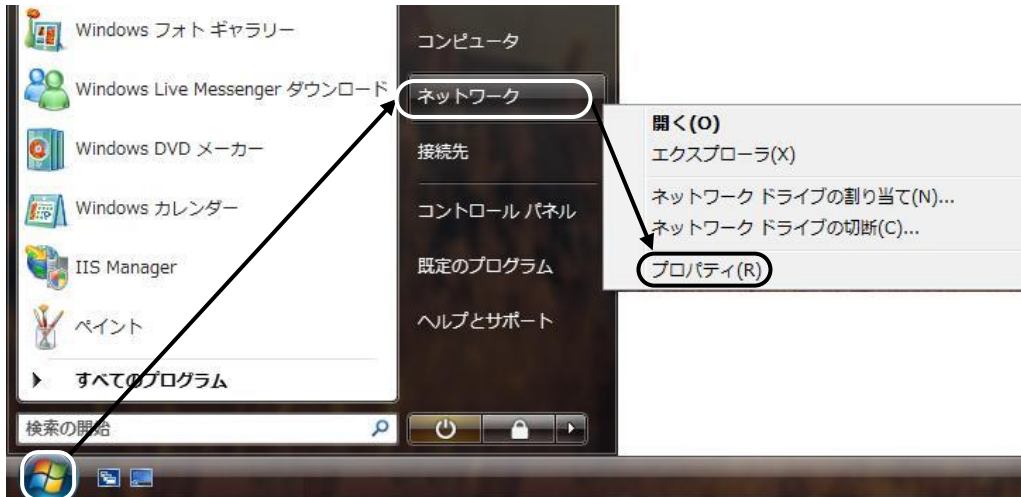 Windows フォト ギャラリー
Windows Live Messenger ダウンロード
Windows DVD メーカー
Windows カレンダー
IIS Manager
ペイント
すべてのプログラム
検索の開始
コンピュータ
ネットワーク
接続先
コントロール パネル
既定のプログラム
ヘルプとサポート
開く(O)
エクスプローラ(X)
ネットワーク ドライブの割り当て(N)...
ネットワーク ドライブの切断(C)...
プロパティ(R)